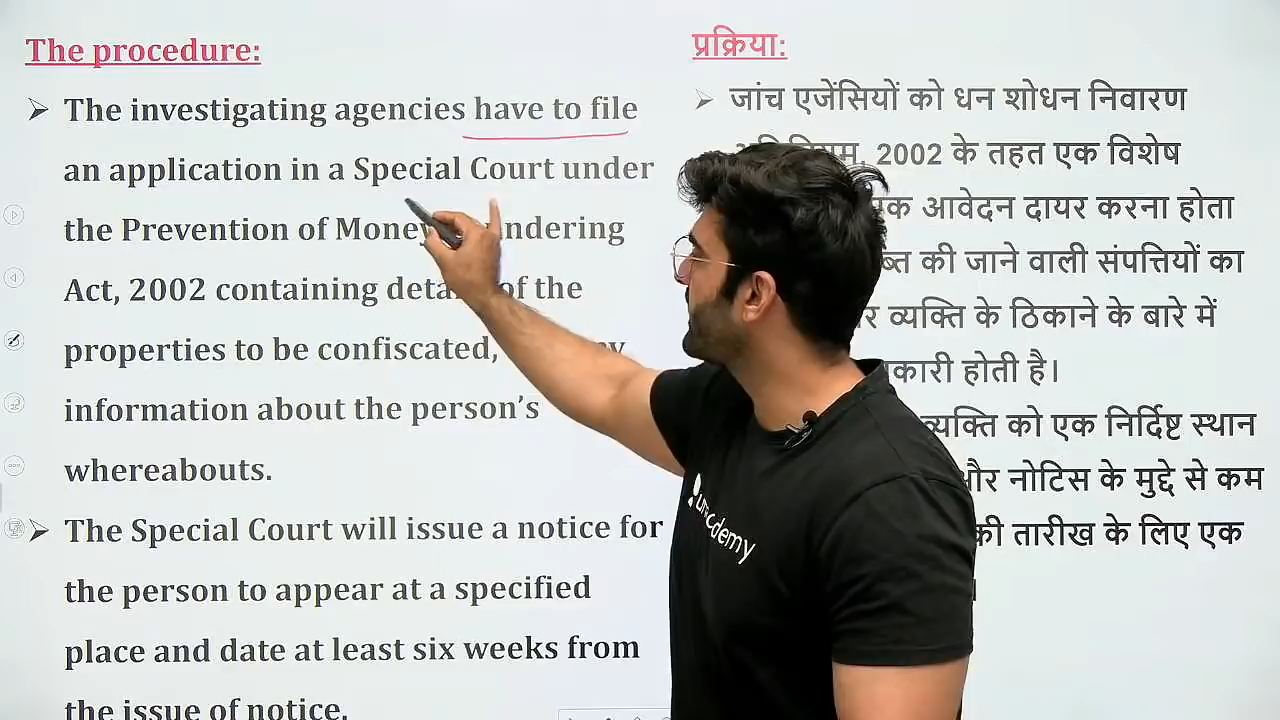 The procedure:
The investigating agencies have to file
an application in a Special Court under
the Prevention of Money ndering
Act, 2002 containing deta of the
properties to be confiscated,
information about the person’s
whereabouts.
The Special Court will issue a notice for
the person to appear at a specified
place and date at least six weeks from
the issue of notice.
प्रक्रिया:
जांच एजेंसियों को धन शोधन निवारण
2002 के तहत एक विशेष
आवेदन दायर करना होता
की जाने वाली संपत्तियों का
व्यक्ति के ठिकाने के बारे में
होती है।
व्यक्ति को एक निर्दिष्ट स्थान
और नोटिस के मुद्दे से कम
की तारीख के लिए एक
unacademy